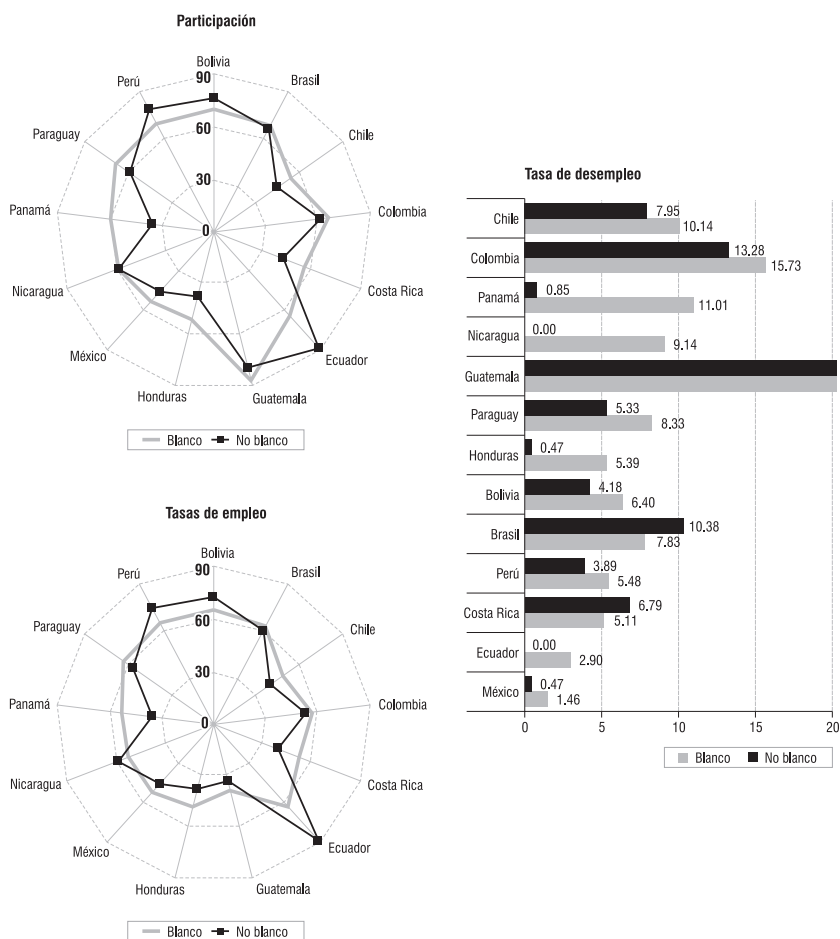 Participación
Bolivia
90
60
30
0
Brasil
Chile
Colombia
Costa Rica
Ecuador
Guatemala
Honduras
México
Nicaragua
Panamá
Paraguay
Perú
Blanco No blanco
Tasas de empleo
Bolivia
90
60
30
0
Brasil
Chile
Colombia
Costa Rica
Ecuador
Guatemala
Honduras
México
Nicaragua
Panamá
Paraguay
Perú
Blanco No blanco
Tasa de desempleo
Chile 7.95
10.14
Colombia 13.28
15.73
Panamá 0.85
11.01
Nicaragua 0.00
9.14
Guatemala
Paraguay 5.33
8.33
Honduras 0.47
5.39
Bolivia 4.18
6.40
Brasil 10.38
7.83
Perú 3.89
5.48
Costa Rica 6.79
5.11
Ecuador 0.00
2.90
México 0.47
1.46
0 5 10 15 20
Blanco No blanco